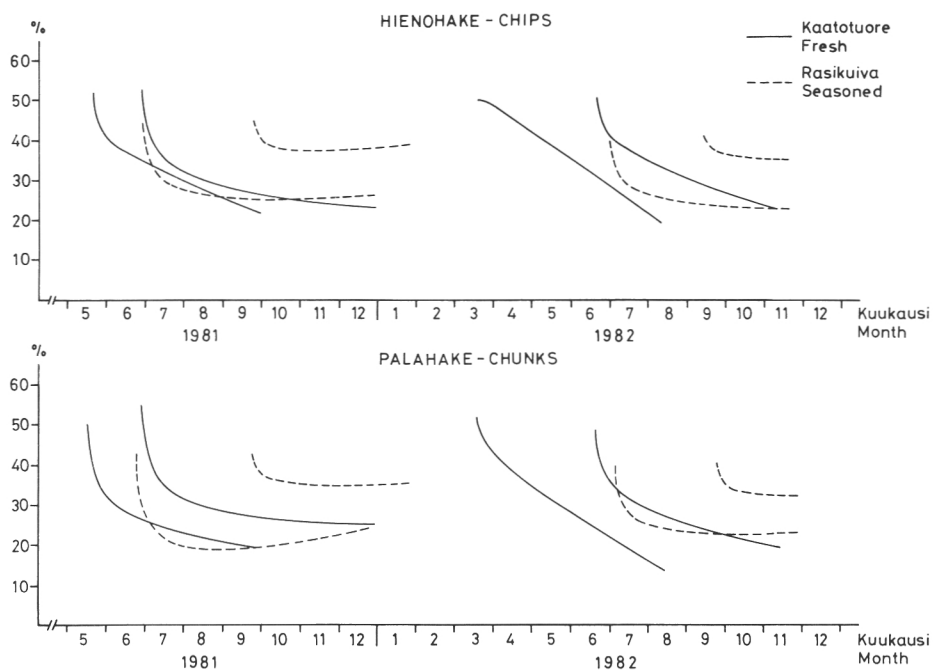 HIENOHAKE - CHIPS
Kaatotuore
Fresh
Rasikuiva
Seasoned
%
60
50
40
30
20
10
5 6 7 8 9 10 11 12 1 2 3 4 5 6 7 8 9 10 11 12 Kuukausi
1981 1982 Month
PALAHAKE - CHUNKS
%
60
50
40
30
20
10
5 6 7 8 9 10 11 12 1 2 3 4 5 6 7 8 9 10 11 12 Kuukausi
1981 1982 Month